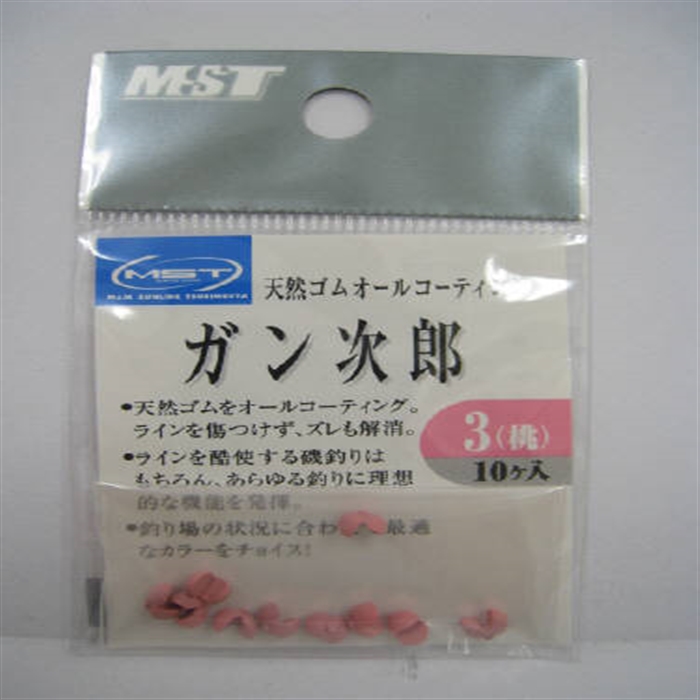 MST
MST
天然ゴムオールコーティン
ガン次郎
•天然ゴムをオールコーティング。
ラインを傷つけず、ズレも解消。
•ラインを酷使する磯釣りは
もちろん、あらゆる釣りに理想
的な機能を発揮。
•釣り場の状況に合わ 最適
なカラーをチョイス!
3(桃)
10ヶ入